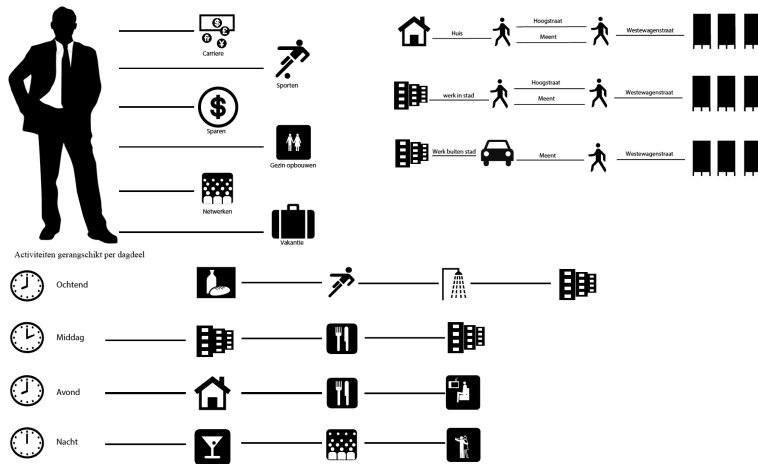 Carriere
Sporten
Sparen
Gezin opbouwen
Netwerken
Vakantie
Huis
Hoogstraat
Meent
Westewagenstraat
werk in stad
Hoogstraat
Meent
Westewagenstraat
Werk buiten stad
Meent
Westewagenstraat
Activiteiten gerangschikt per dagdeel
Ochtend
Middag
Avond
Nacht